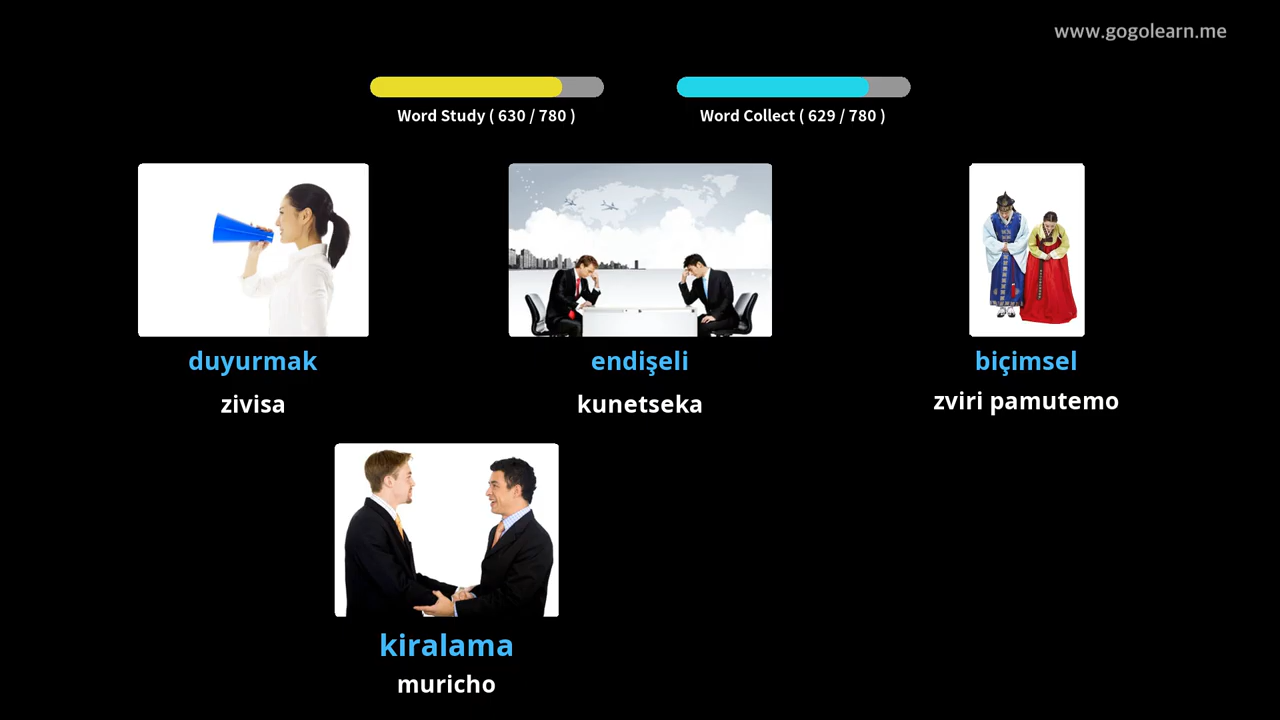 www.gogolearn.me
Word Study ( 630 / 780 )
Word Collect ( 629 / 780 )
duyurmak
zivisa
endişeli
kunetseka
biçimsel
zviri pamutemo
kiralama
muricho